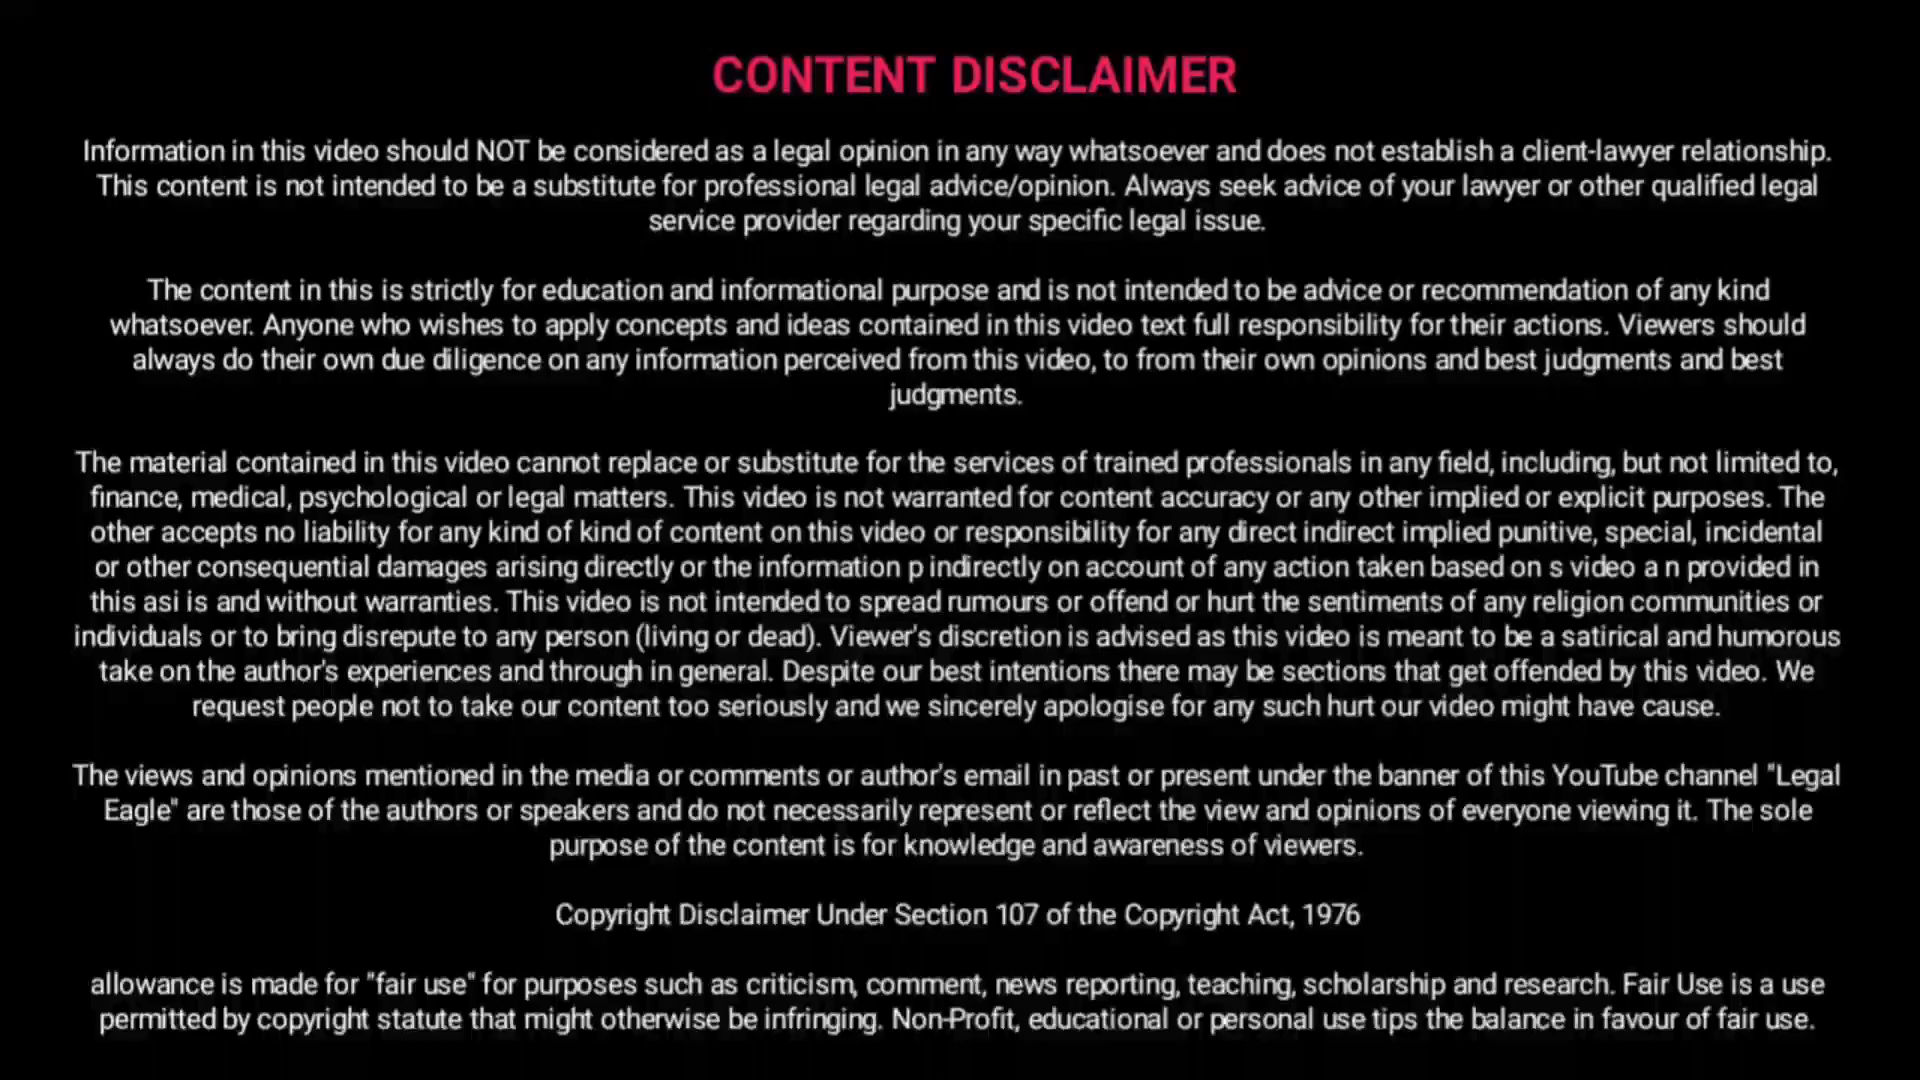 CONTENT DISCLAIMER
Information in this video should NOT be considered as a legal opinion in any way whatsoever and does not establish a client-lawyer relationship.
This content is not intended to be a substitute for professional legal advice/opinion. Always seek advice of your lawyer or other qualified legal
service provider regarding your specific legal issue.
The content in this is strictly for education and informational purpose and is not intended to be advice or recommendation of any kind
whatsoever. Anyone who wishes to apply concepts and ideas contained in this video text full responsibility for their actions. Viewers should
always do their own due diligence on any information perceived from this video, to from their own opinions and best judgments and best
judgments.
The material contained in this video cannot replace or substitute for the services of trained professionals in any field, including, but not limited to,
finance, medical, psychological or legal matters. This video is not warranted for content accuracy or any other implied or explicit purposes. The
other accepts no liability for any kind of kind of content on this video or responsibility for any direct indirect implied punitive, special, incidental
or other consequential damages arising directly or the information p indirectly on account of any action taken based on s video a n provided in
this asi is and without warranties. This video is not intended to spread rumours or offend or hurt the sentiments of any religion communities or
individuals or to bring disrepute to any person (living or dead). Viewer's discretion is advised as this video is meant to be a satirical and humorous
take on the author's experiences and through in general. Despite our best intentions there may be sections that get offended by this video. We
request people not to take our content too seriously and we sincerely apologise for any such hurt our video might have cause.
The views and opinions mentioned in the media or comments or author's email in past or present under the banner of this YouTube channel "Legal
Eagle" are those of the authors or speakers and do not necessarily represent or reflect the view and opinions of everyone viewing it. The sole
purpose of the content is for knowledge and awareness of viewers.
Copyright Disclaimer Under Section 107 of the Copyright Act, 1976
allowance is made for "fair use" for purposes such as criticism, comment, news reporting, teaching, scholarship and research. Fair Use is a use
permitted by copyright statute that might otherwise be infringing. Non-Profit, educational or personal use tips the balance in favour of fair use.